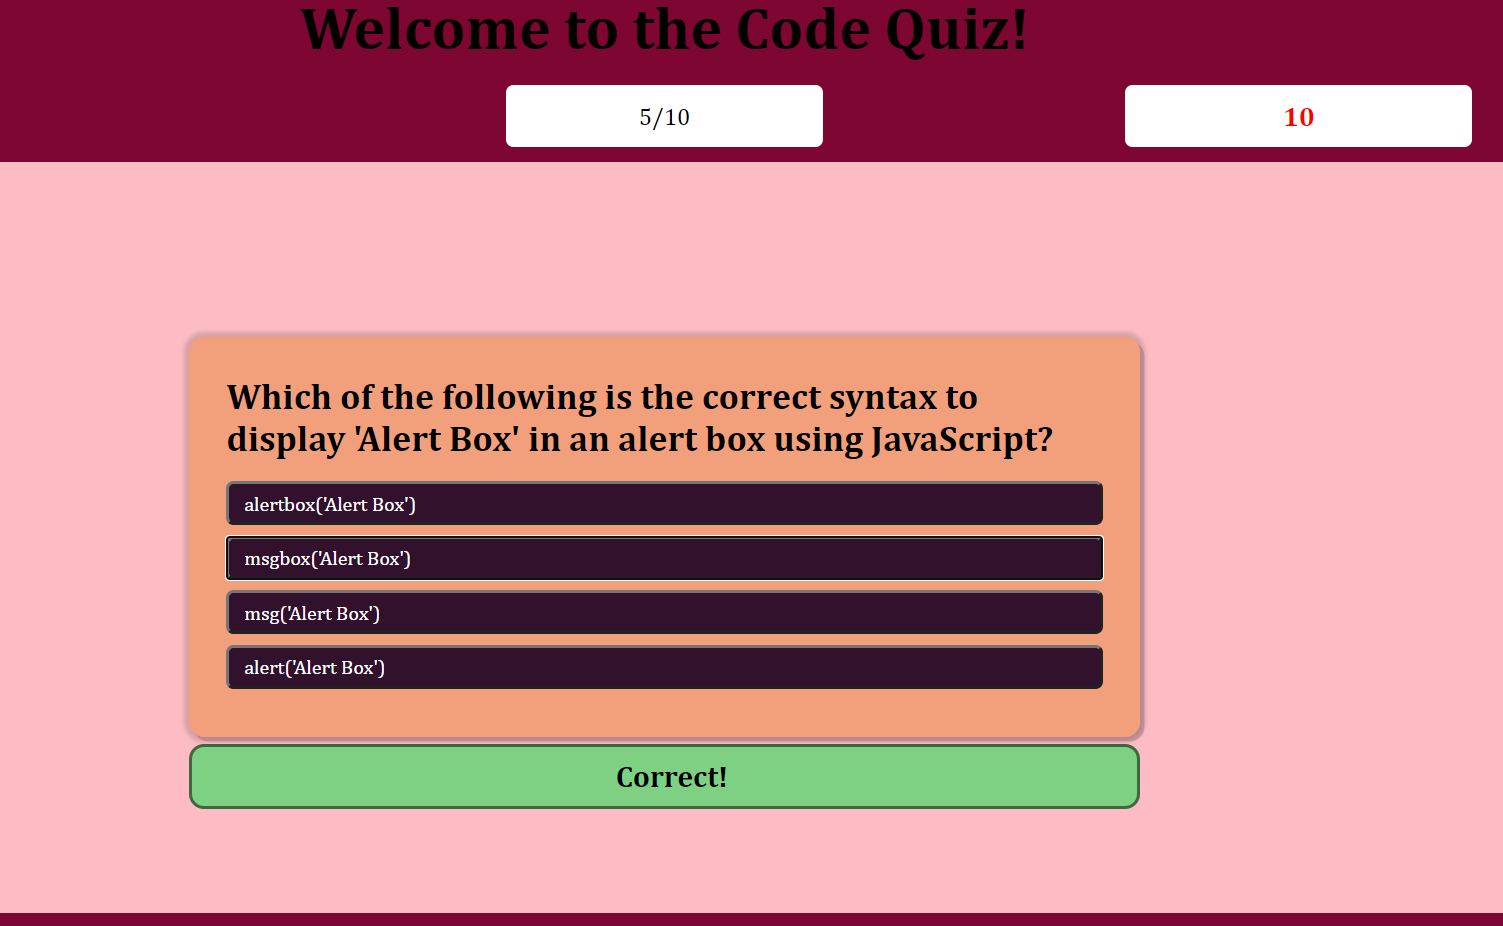 Welcome to the Code Quiz!
5/10
10
Which of the following is the correct syntax to
display 'Alert Box' in an alert box using JavaScript?
alertbox('Alert Box')
msgbox('Alert Box')
msg('Alert Box')
alert('Alert Box')
Correct!